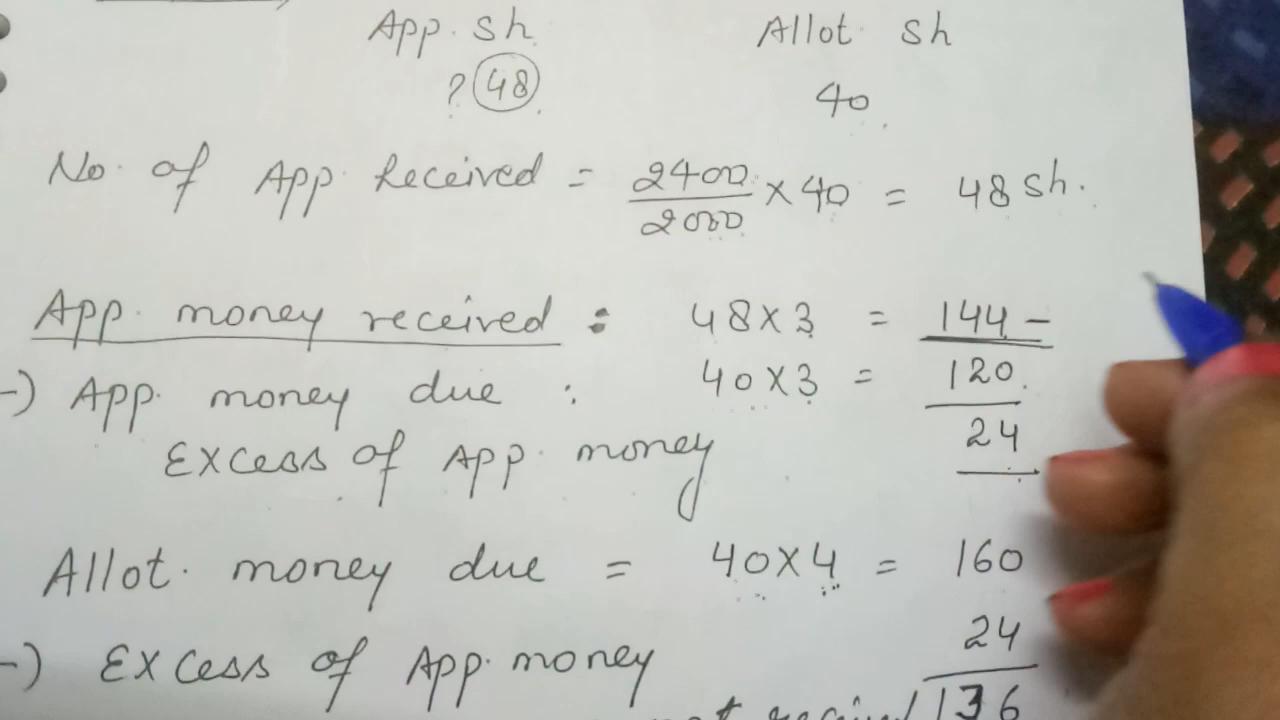 App. Sh Allot Sh
? 48 40
No. of App. Received = 2400/2000 × 40 = 48 Sh.
App. money received : 48×3 = 144 –
-) App. money due : 40×3 = 120
Excess of App. money 24
Allot. money due = 40×4 = 160
-) Excess of App. money 24
received 136